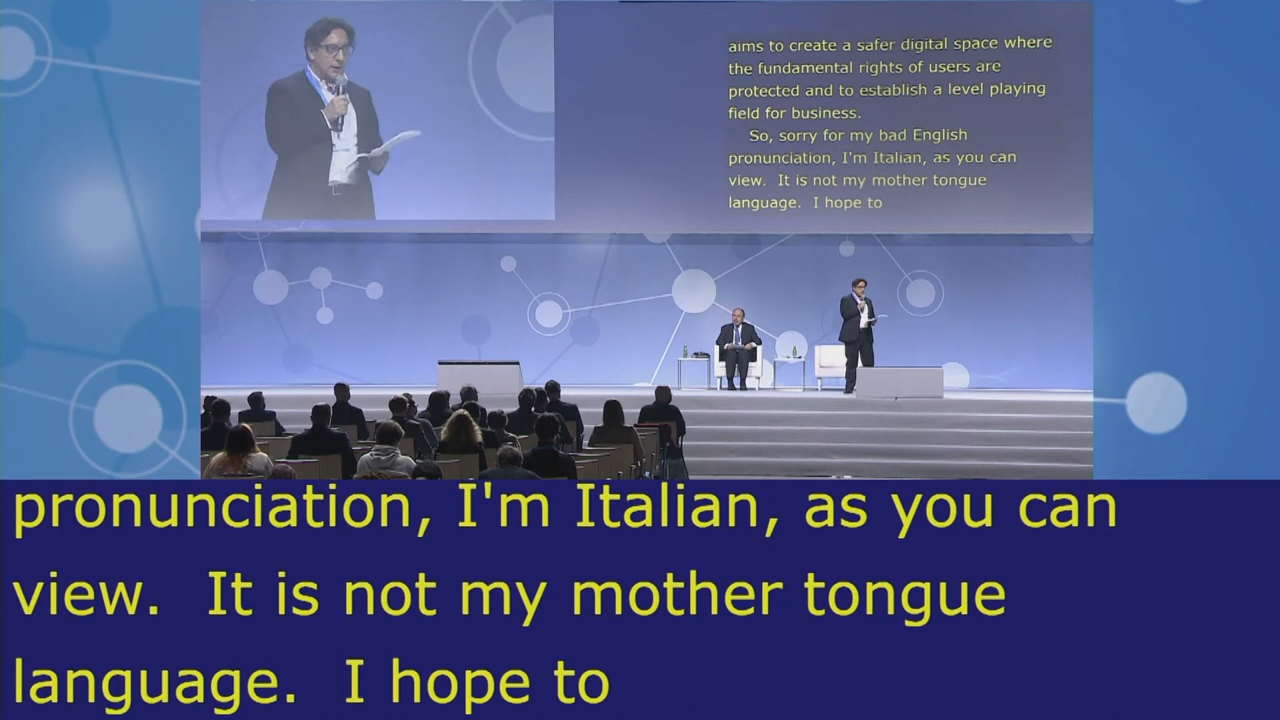 aims to create a safer digital space where
the fundamental rights of users are
protected and to establish a level playing
field for business.
So, sorry for my bad English
pronunciation, I'm Italian, as you can
view.  It is not my mother tongue
language.  I hope to
pronunciation, I'm Italian, as you can
view.  It is not my mother tongue
language.  I hope to